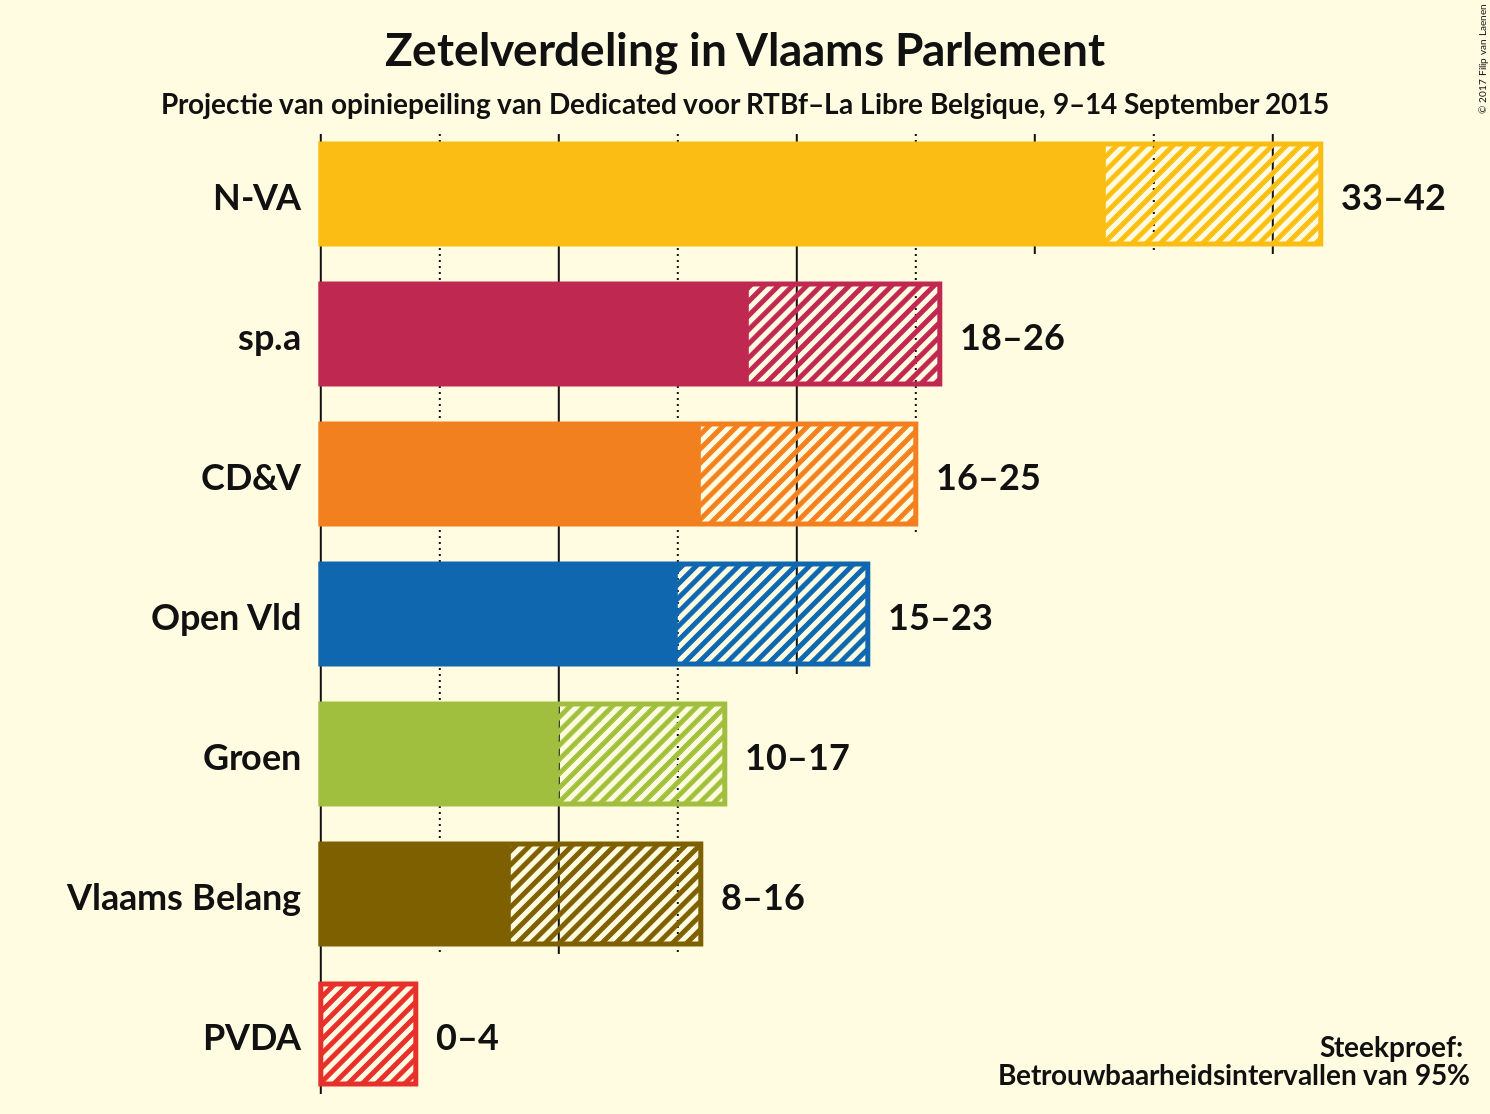 Zetelverdeling in Vlaams Parlement
Projectie van opiniepeiling van Dedicated voor RTBf–La Libre Belgique, 9–14 September 2015
© 2017 Filip van Laenen
N-VA
33–42
sp.a
18–26
CD&V
16–25
Open Vld
15–23
Groen
10–17
Vlaams Belang
8–16
PVDA
0–4
Steekproef:
Betrouwbaarheidsintervallen van 95%